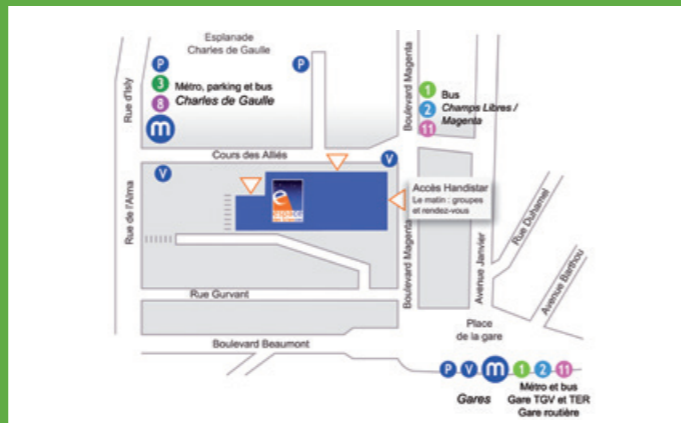 Esplanade
Charles de Gaulle
P
P
3
Métro, parking et bus
8
Charles de Gaulle
m
Rue d'Isly
Boulevard Magenta
1
Bus
2
Champs Libres /
Magenta
11
Cours des Alliés
V
V
Rue de l'Alma
e
Accès Handistar
Le matin : groupes
et rendez-vous
Boulevard Magenta
Avenue Janvier
Rue Duhamel
Avenue Barthou
Rue Gurvant
Place
de la gare
Boulevard Beaumont
P V m 1 2 11
Gares
Métro et bus
Gare TGV et TER
Gare routière